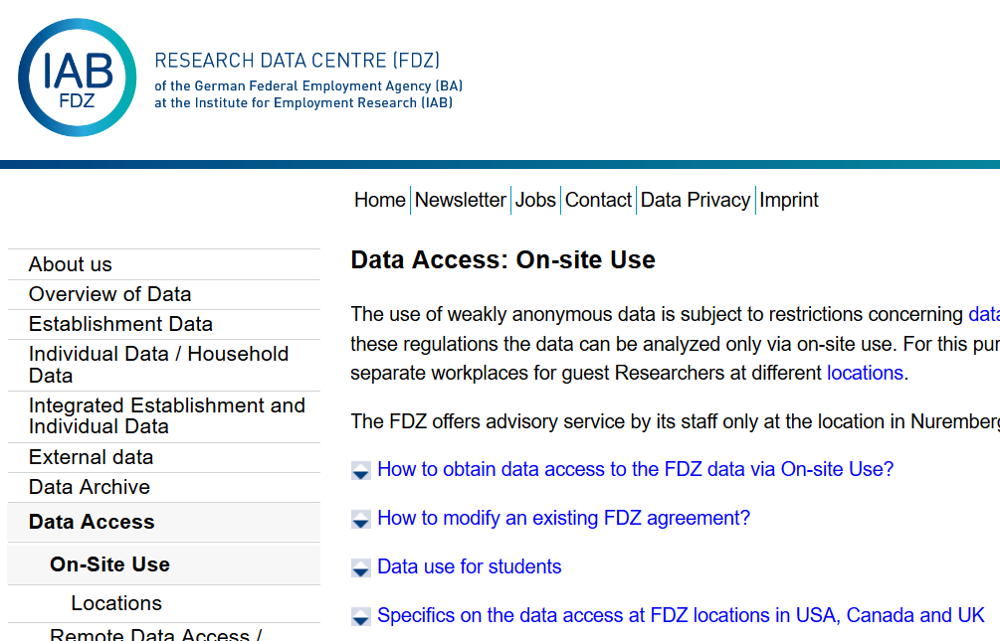 IAB
FDZ
RESEARCH DATA CENTRE (FDZ)
of the German Federal Employment Agency (BA)
at the Institute for Employment Research (IAB)
Home
Newsletter
Jobs
Contact
Data Privacy
Imprint
About us
Overview of Data
Establishment Data
Individual Data / Household
Data
Integrated Establishment and
Individual Data
External data
Data Archive
Data Access
On-Site Use
Locations
Remote Data Access /
Data Access: On-site Use
The use of weakly anonymous data is subject to restrictions concerning data
these regulations the data can be analyzed only via on-site use. For this pur
separate workplaces for guest Researchers at different locations.
The FDZ offers advisory service by its staff only at the location in Nuremberg
How to obtain data access to the FDZ data via On-site Use?
How to modify an existing FDZ agreement?
Data use for students
Specifics on the data access at FDZ locations in USA, Canada and UK